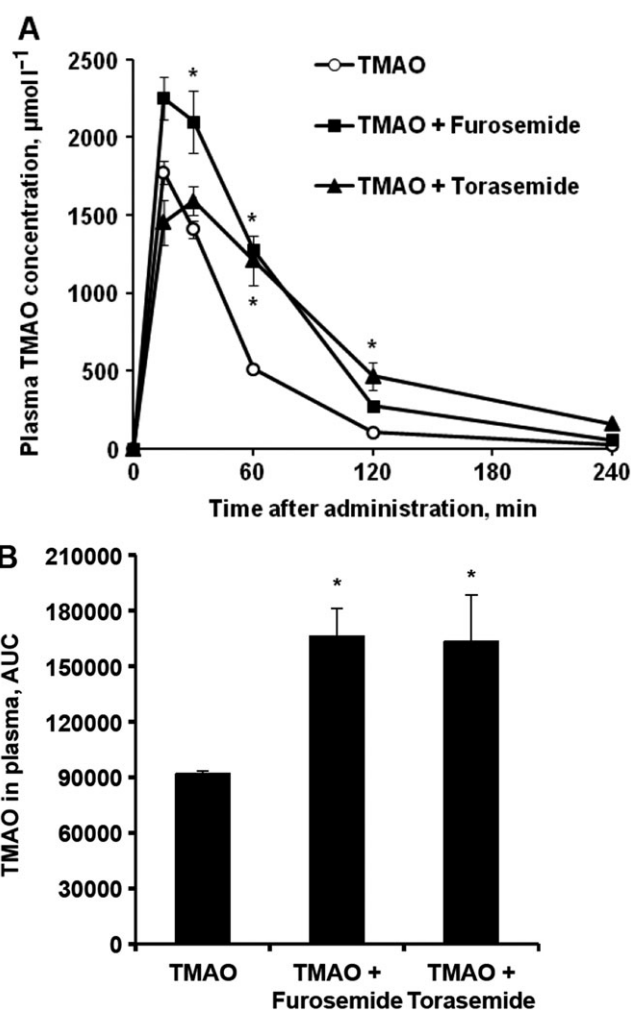 A
Plasma TMAO concentration, µmol l⁻¹
2500
2000
1500
1000
500
0
*
*
*
*
TMAO
TMAO + Furosemide
TMAO + Torasemide
0 60 120 180 240
Time after administration, min
B
TMAO in plasma, AUC
210000
180000
150000
120000
90000
60000
30000
0
*
*
TMAO
TMAO +
Furosemide
TMAO +
Torasemide